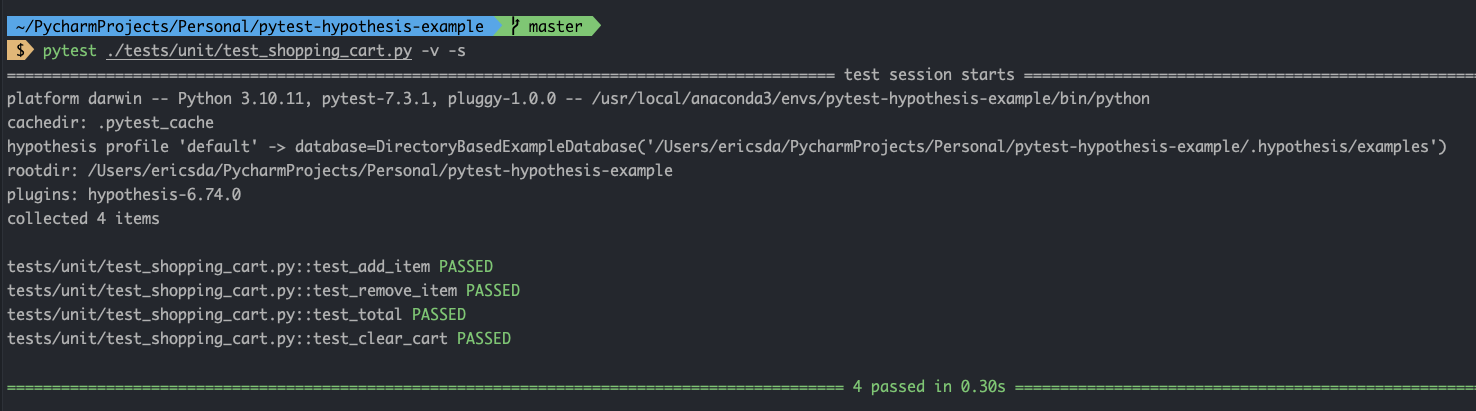 ~/PycharmProjects/Personal/pytest-hypothesis-example master
$ pytest ./tests/unit/test_shopping_cart.py -v -s
============================================================================================ test session starts ===================================================
platform darwin -- Python 3.10.11, pytest-7.3.1, pluggy-1.0.0 -- /usr/local/anaconda3/envs/pytest-hypothesis-example/bin/python
cachedir: .pytest_cache
hypothesis profile 'default' -> database=DirectoryBasedExampleDatabase('/Users/ericsda/PycharmProjects/Personal/pytest-hypothesis-example/.hypothesis/examples')
rootdir: /Users/ericsda/PycharmProjects/Personal/pytest-hypothesis-example
plugins: hypothesis-6.74.0
collected 4 items
tests/unit/test_shopping_cart.py::test_add_item PASSED
tests/unit/test_shopping_cart.py::test_remove_item PASSED
tests/unit/test_shopping_cart.py::test_total PASSED
tests/unit/test_shopping_cart.py::test_clear_cart PASSED
============================================================================================= 4 passed in 0.30s ====================================================